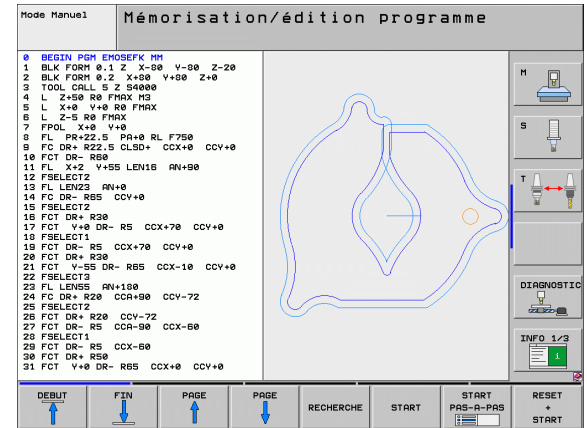 Mode Manuel
Mémorisation/édition programme
0 BEGIN PGM EMOSEFK MM
1 BLK FORM 0.1 Z X-80 Y-80 Z-20
2 BLK FORM 0.2 X+80 Y+80 Z+0
3 TOOL CALL 5 Z S4000
4 L Z+50 R0 FMAX M3
5 L X+0 Y+0 R0 FMAX
6 L Z-5 R0 FMAX
7 FPOL X+0 Y+0
8 FL PR+22.5 PA+0 RL F750
9 FC DR+ R22.5 CLSD+ CCX+0 CCY+0
10 FCT DR- R60
11 FL X+2 Y+55 LEN16 AN+90
12 FSELECT2
13 FL LEN23 AN+0
14 FC DR- R65 CCY+0
15 FSELECT2
16 FCT DR+ R30
17 FCT Y+0 DR- R5 CCX+70 CCY+0
18 FSELECT1
19 FCT DR- R5 CCX+70 CCY+0
20 FCT DR+ R30
21 FCT Y-55 DR- R65 CCX-10 CCY+0
22 FSELECT3
23 FL LEN55 AN+180
24 FC DR+ R20 CCA+90 CCY-72
25 FSELECT2
26 FCT DR+ R20 CCY-72
27 FCT DR- R5 CCA-90 CCX-60
28 FSELECT1
29 FCT DR- R5 CCX-60
30 FCT DR+ R50
31 FCT Y+0 DR- R65 CCX+0 CCY+0
M
S
T
DIAGNOSTIC
INFO 1/3
i
DEBUT
FIN
PAGE
PAGE
RECHERCHE
START
START
PAS-A-PAS
RESET
+
START